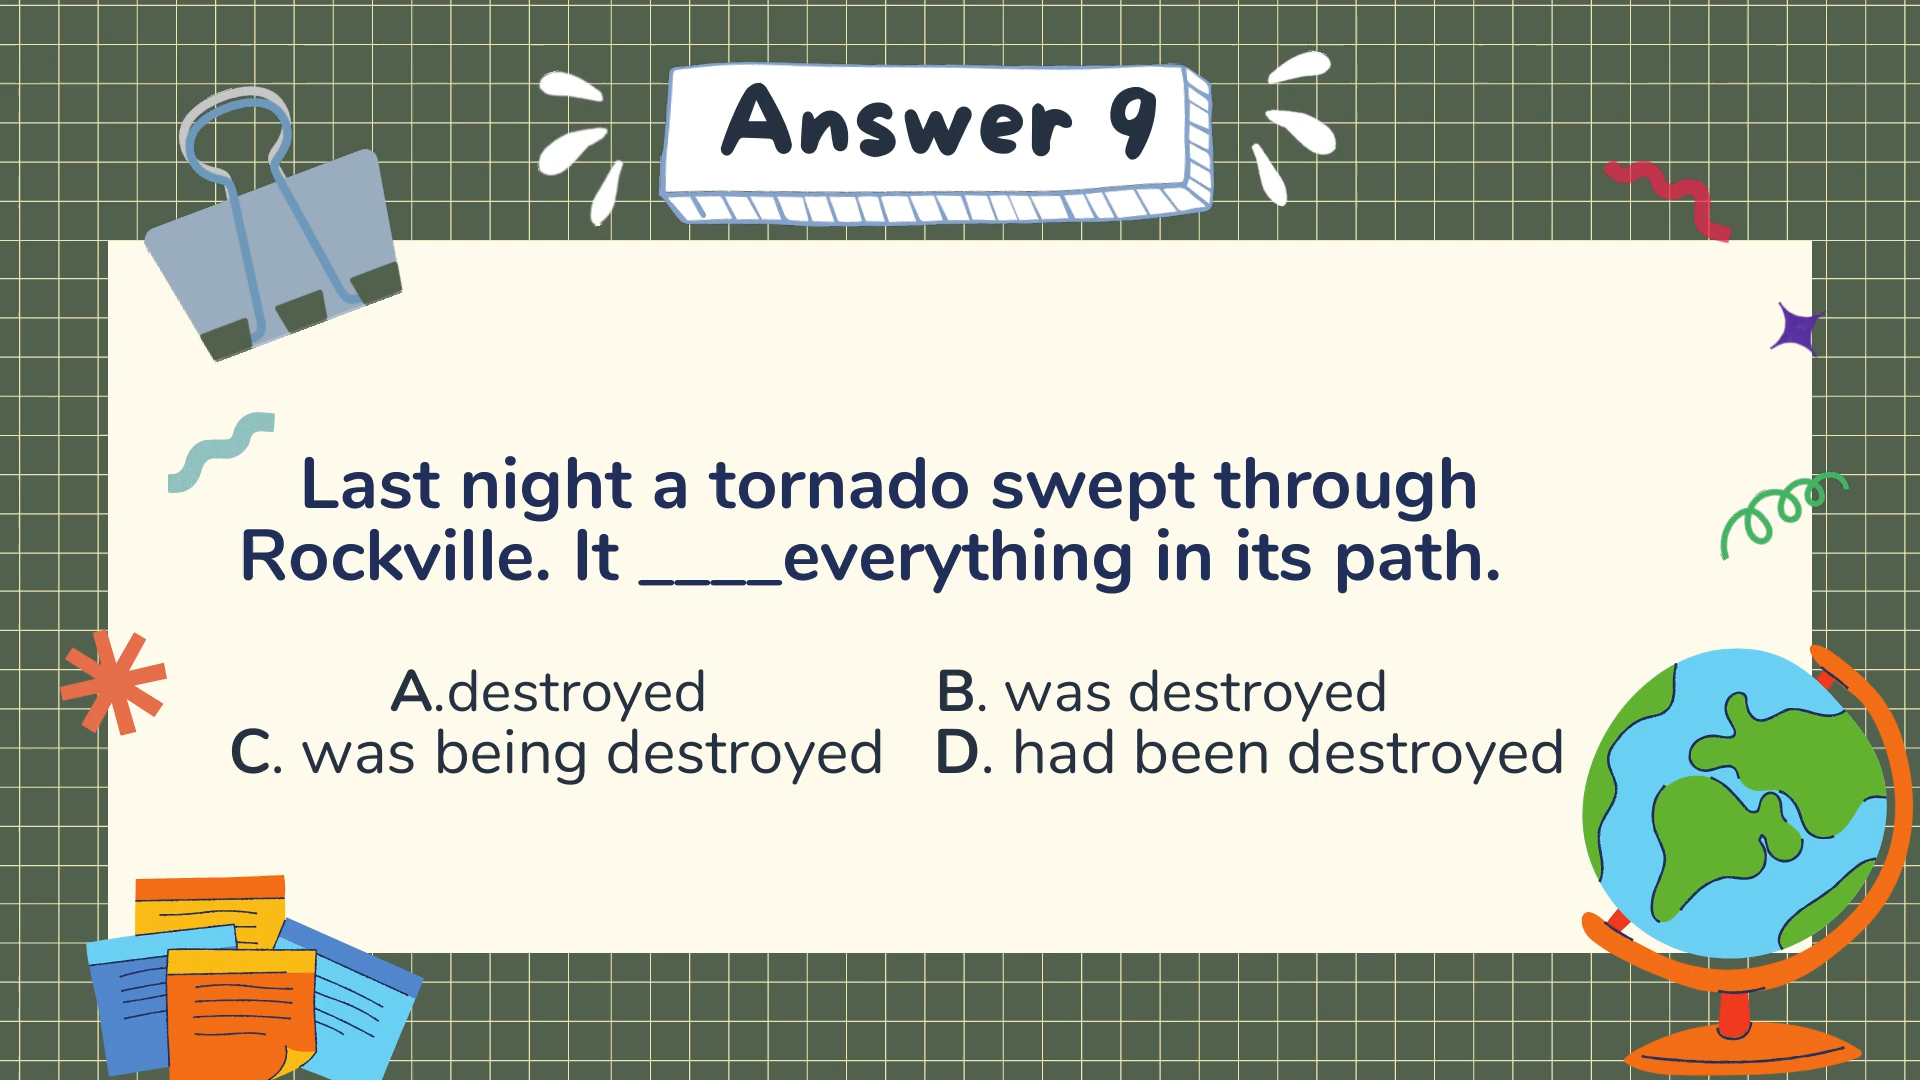 Answer 9
Last night a tornado swept through
Rockville. It ____everything in its path.
A.destroyed B. was destroyed
C. was being destroyed D. had been destroyed